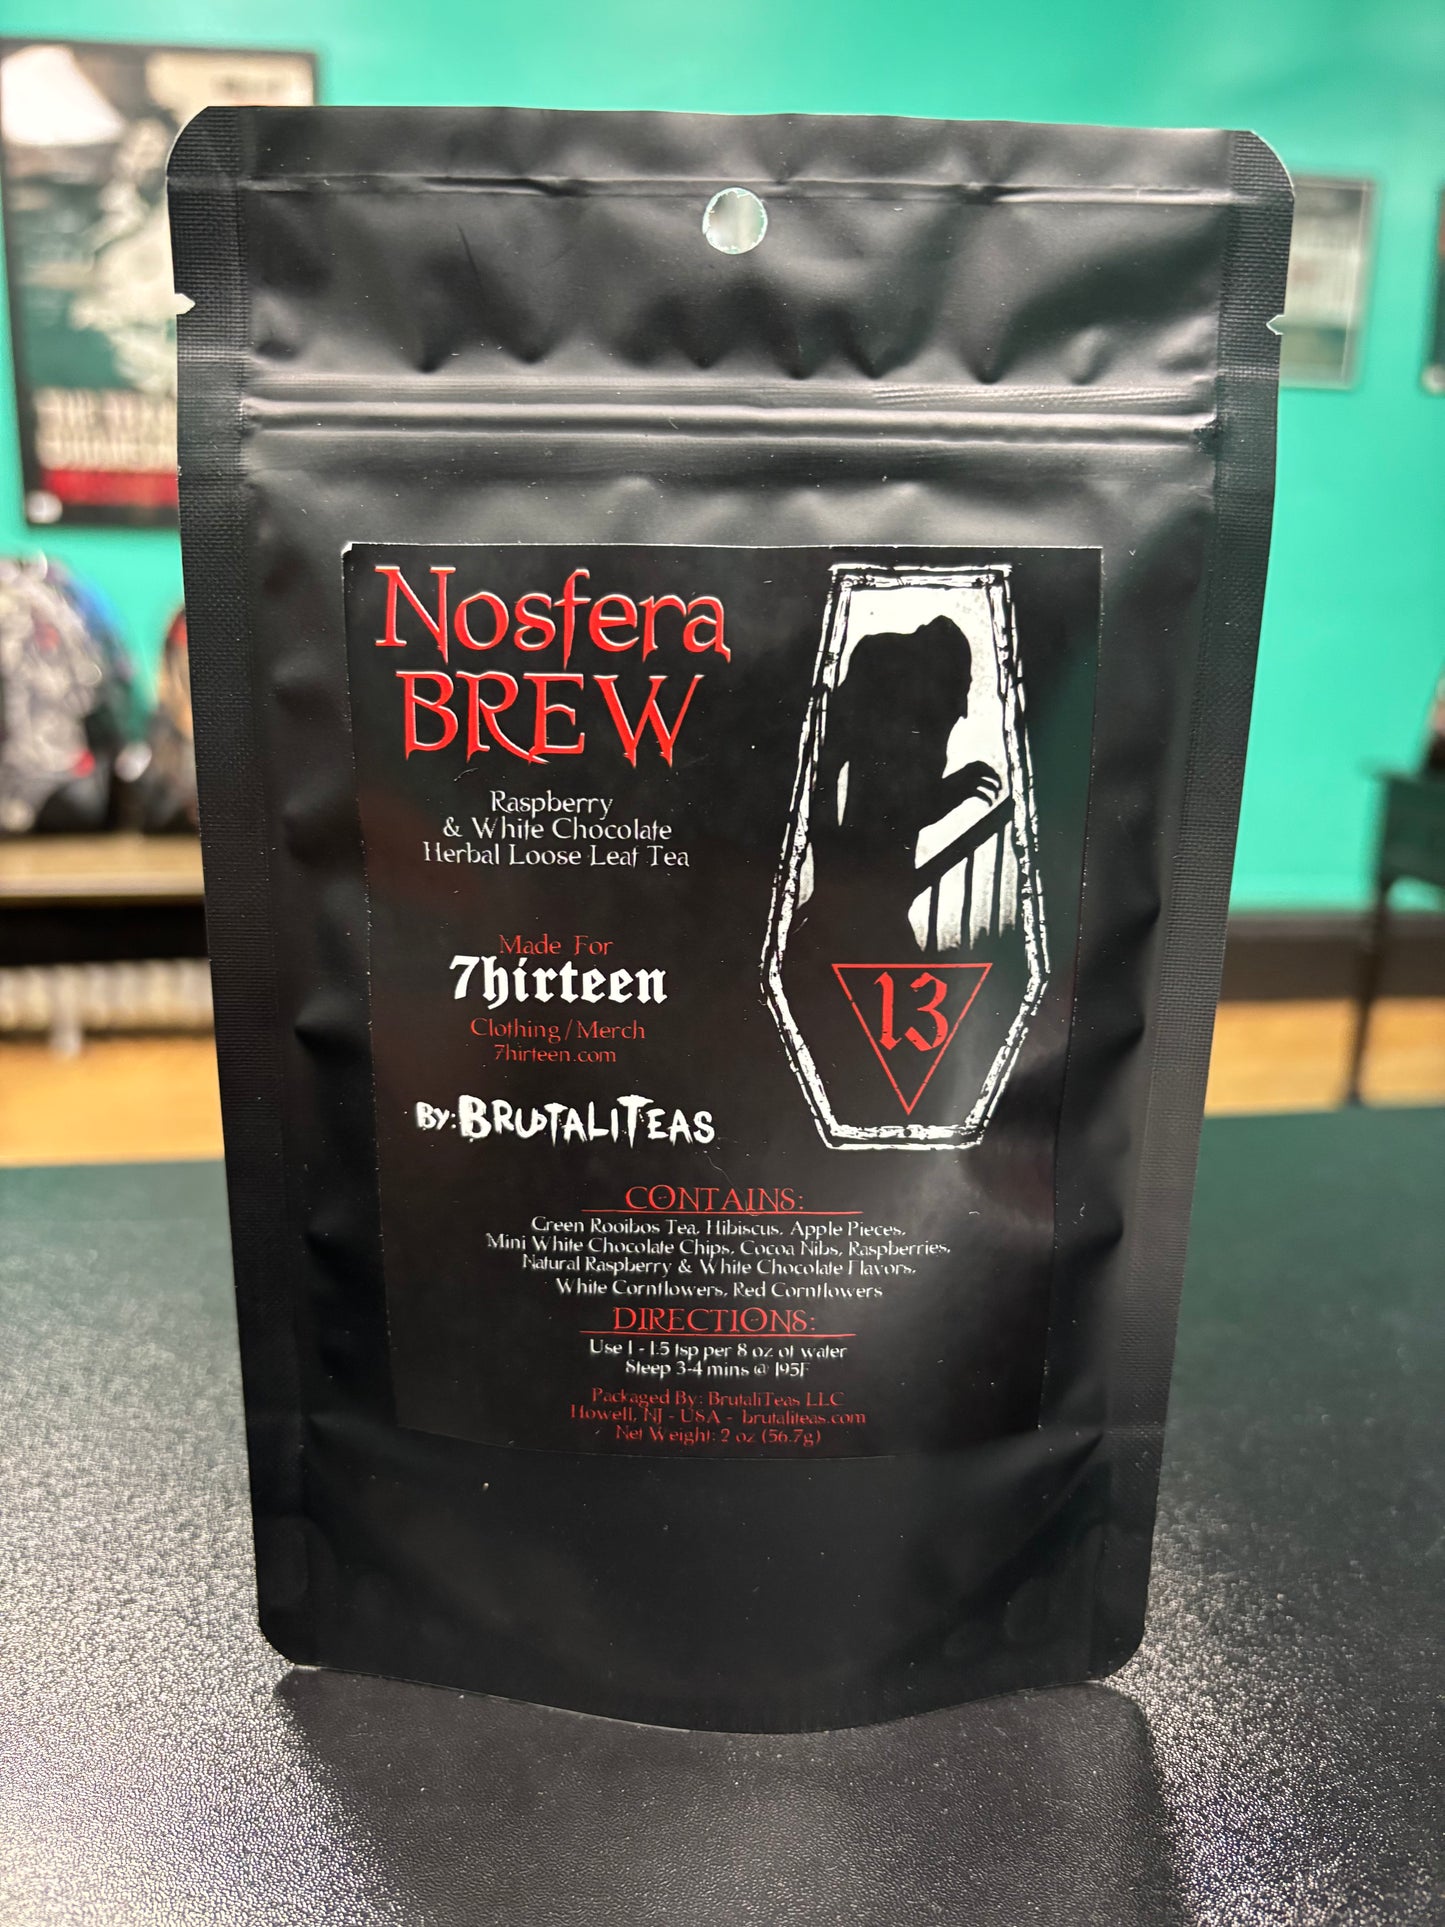 Nosfera
BREW
Raspberry
& White Chocolate
Herbal Loose Leaf Tea
Made For
7hirteen
Clothing/Merch
7hirteen.com
By: BRUTALITEAS
13
CONTAINS:
Green Rooibos Tea, Hibiscus, Apple Pieces,
Mini White Chocolate Chips, Cocoa Nibs, Raspberries,
Natural Raspberry & White Chocolate Flavors,
White Cornflowers, Red Cornflowers
DIRECTIONS:
Use 1 - 1.5 tsp per 8 oz of water
Steep 3-4 mins @ 195F
Packaged By: BrutaliTeas LLC
Howell, NJ - USA - brutaliteas.com
Net Weight: 2 oz (56.7g)